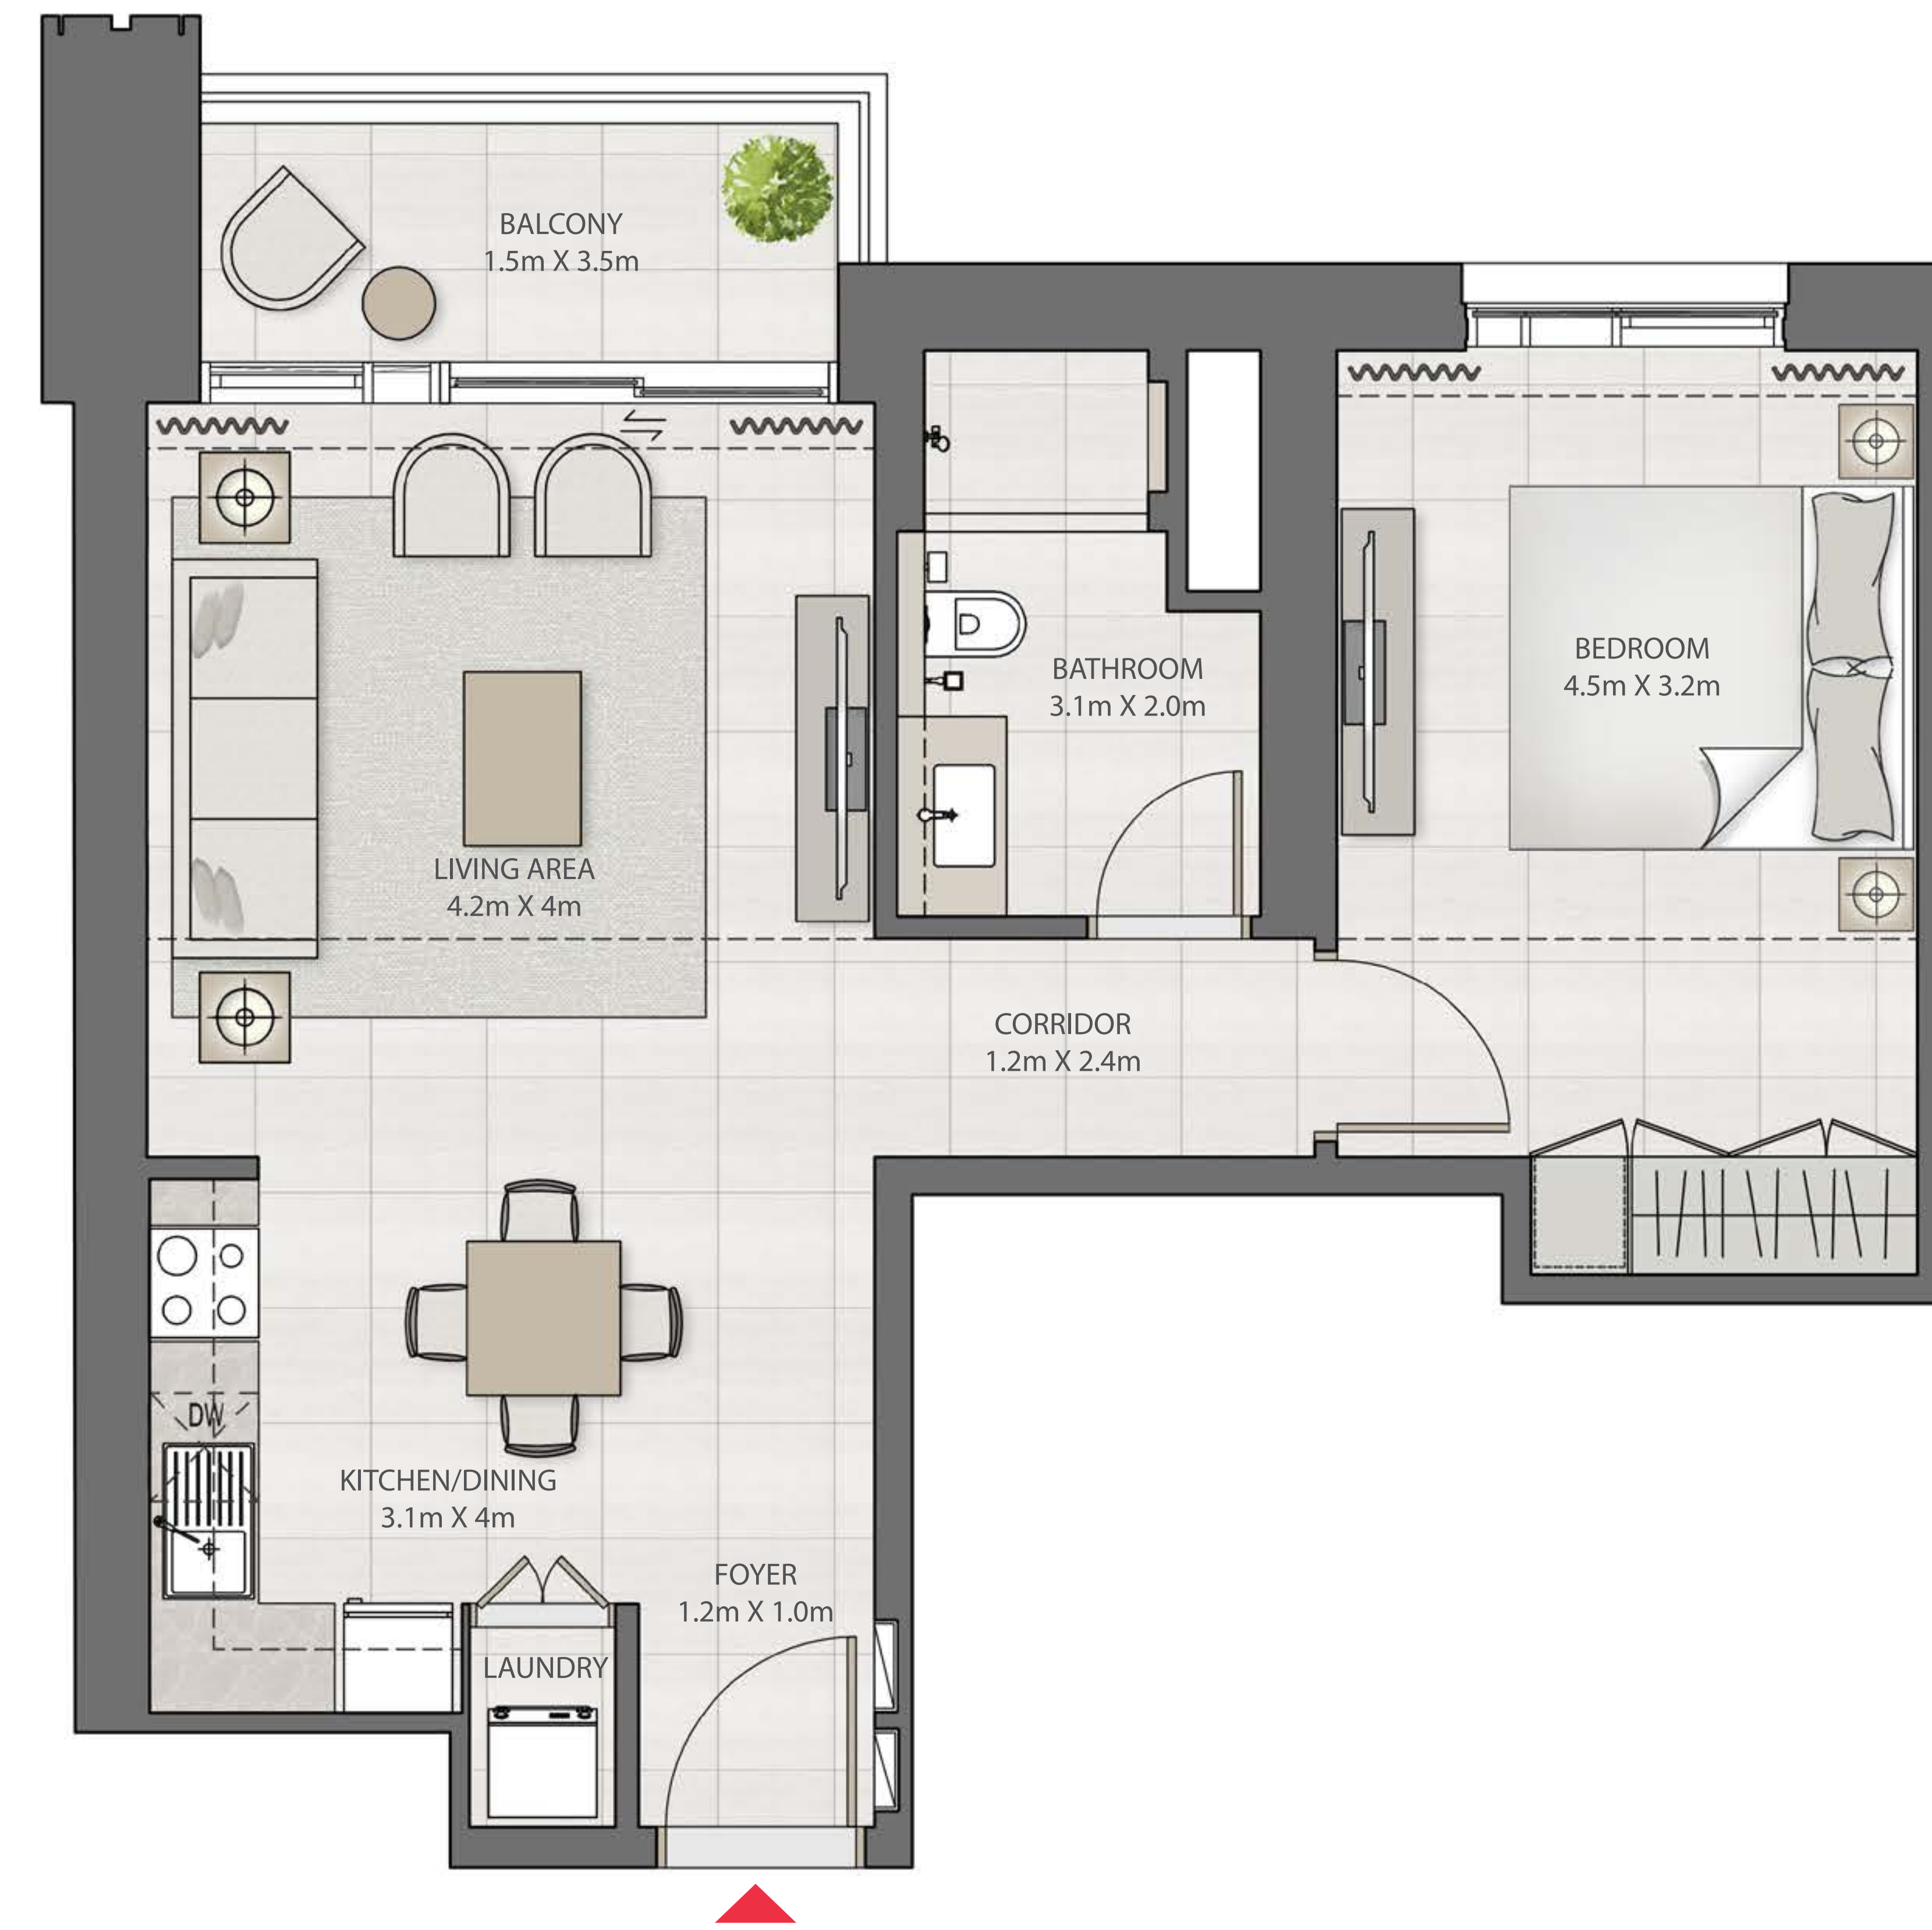 BALCONY
1.5m X 3.5m
BEDROOM
4.5m X 3.2m
BATHROOM
3.1m X 2.0m
LIVING AREA
4.2m X 4m
CORRIDOR
1.2m X 2.4m
DW
KITCHEN/DINING
3.1m X 4m
FOYER
1.2m X 1.0m
LAUNDRY